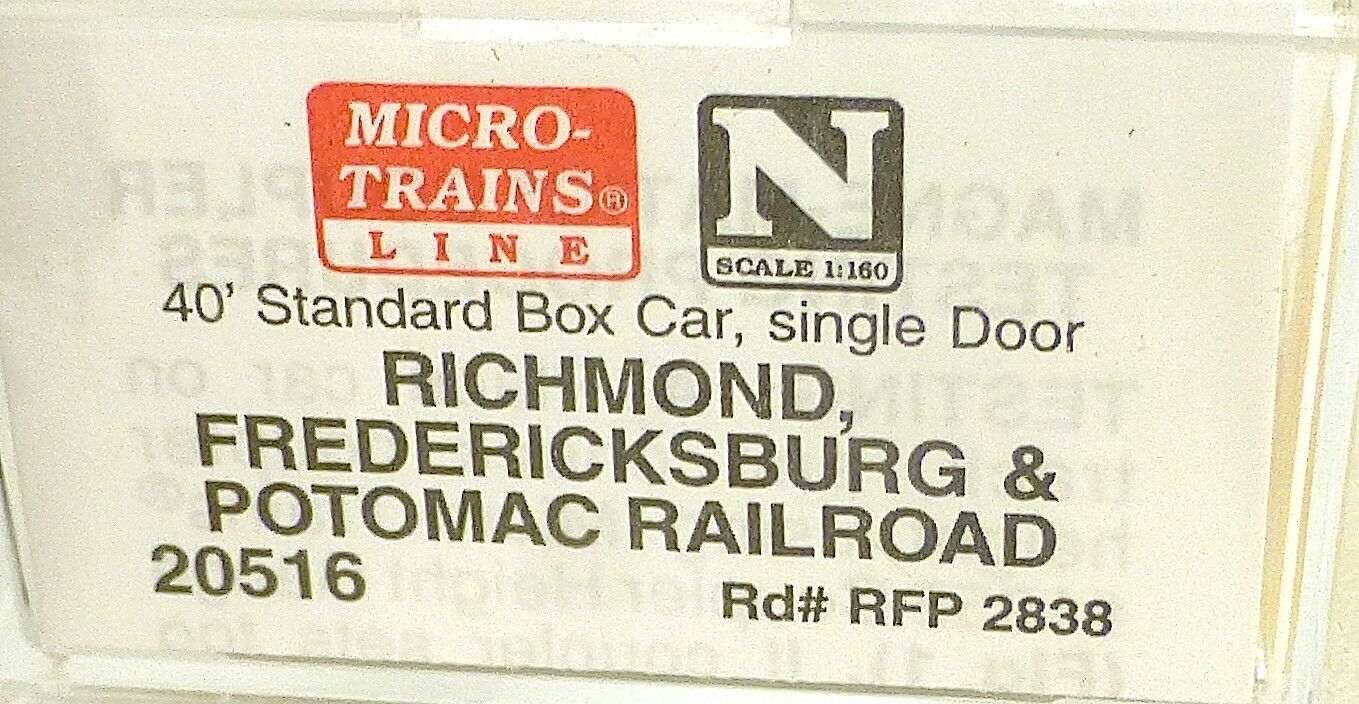 MICRO-
TRAINS®
LINE
N
SCALE 1:160
40' Standard Box Car, single Door
RICHMOND,
FREDERICKSBURG &
POTOMAC RAILROAD
20516
Rd# RFP 2838